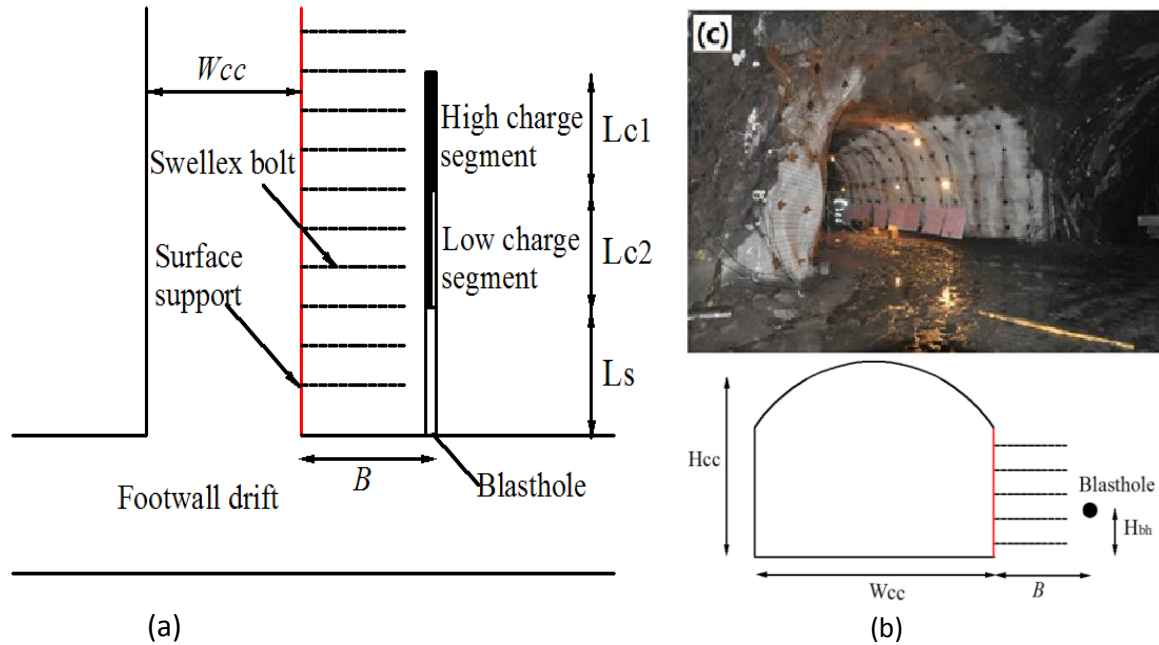 Wcc
High charge
segment
Lc1
Swellex bolt
Low charge
segment
Lc2
Surface
support
Ls
B
Blasthole
Footwall drift
(a)
(c)
Hcc
Blasthole
Hbh
Wcc
B
(b)